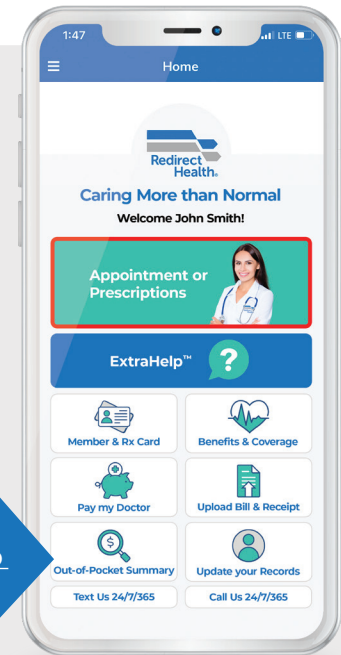 1:47
LTE
Home
Redirect
Health®
Caring More
than Normal
Welcome John Smith!
Appointment or
Prescriptions
ExtraHelp™
?
Member & Rx Card
Benefits & Coverage
Pay my Doctor
Upload Bill & Receipt
$
Out-of-Pocket Summary
Update your Records
Text Us 24/7/365
Call Us 24/7/365